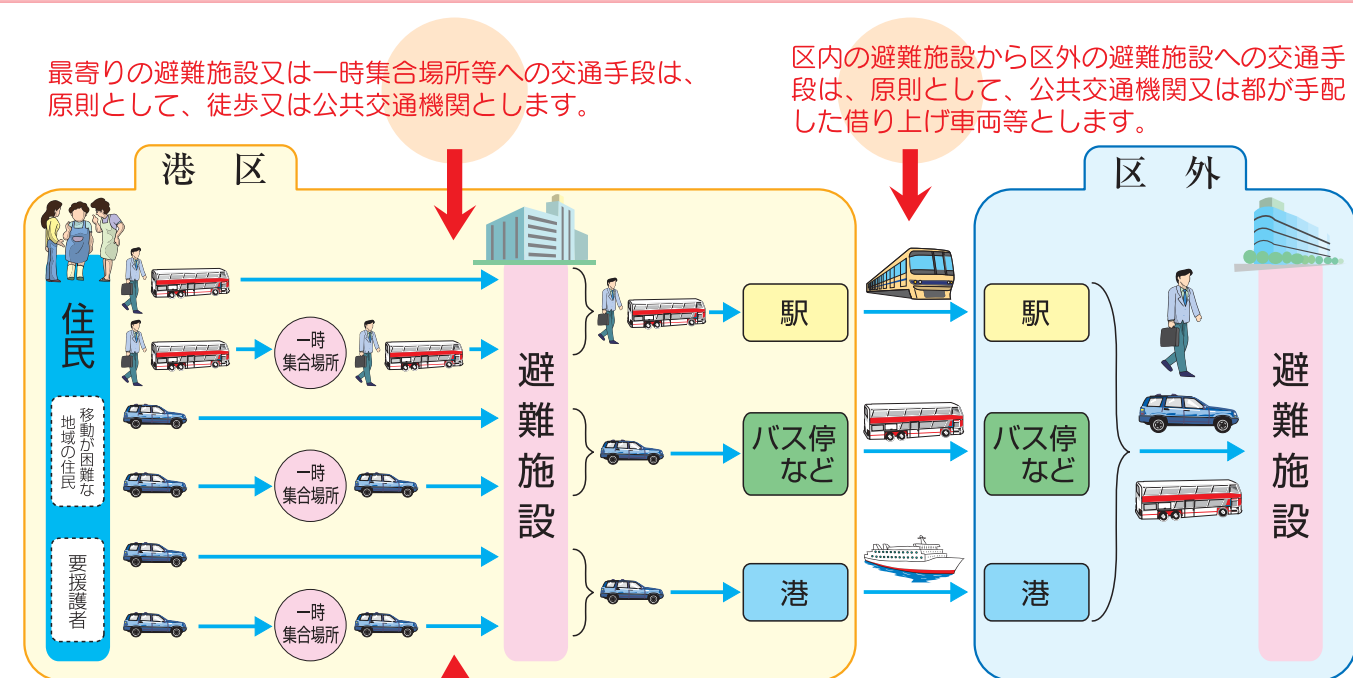 最寄りの避難施設又は一時集合場所等への交通手段は、
原則として、徒歩又は公共交通機関とします。
区内の避難施設から区外の避難施設への交通手
段は、原則として、公共交通機関又は都が手配
した借り上げ車両等とします。
港 区
住民
移動が困難な
地域の住民
要援護者
一時
集合場所
一時
集合場所
一時
集合場所
避難施設
駅
バス停
など
港
区 外
駅
バス停
など
港
避難施設